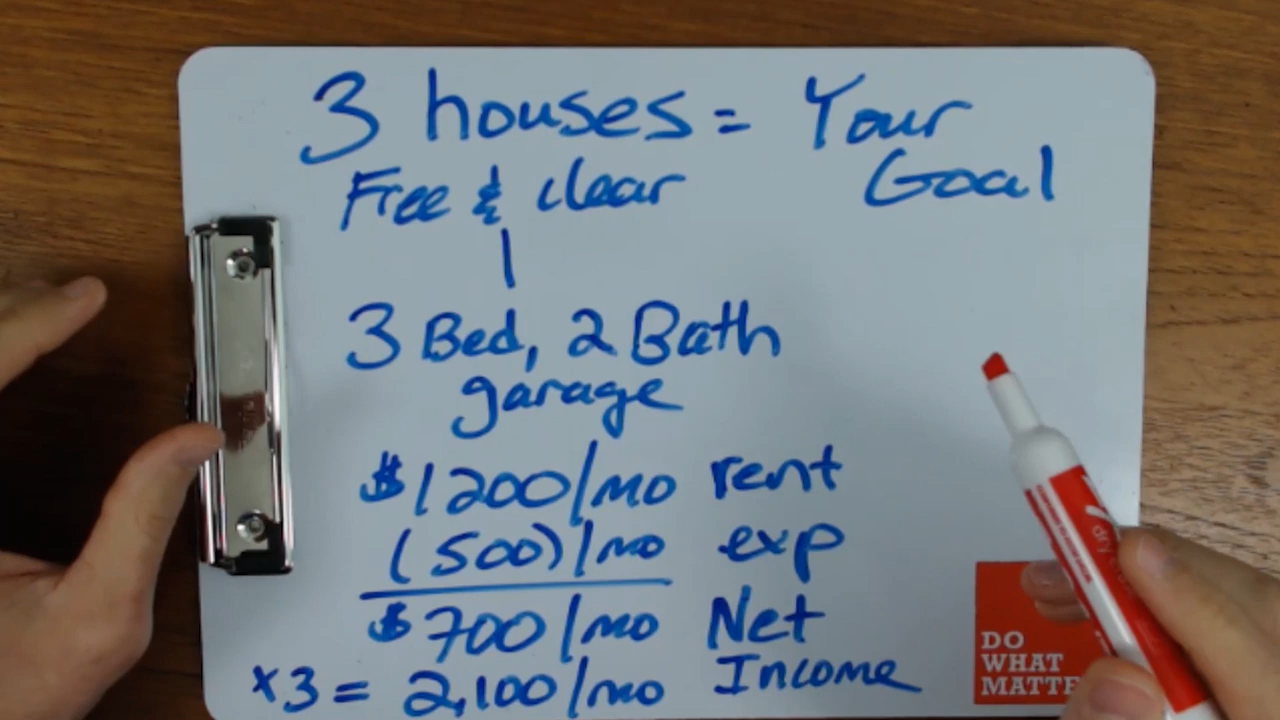 3 houses = Your
Goal
Free & clear
3 Bed, 2 Bath
garage
$1200/mo rent
(500)/mo exp
$700/mo Net
x3 = 2,100/mo Income
DO
WHAT
MATTE